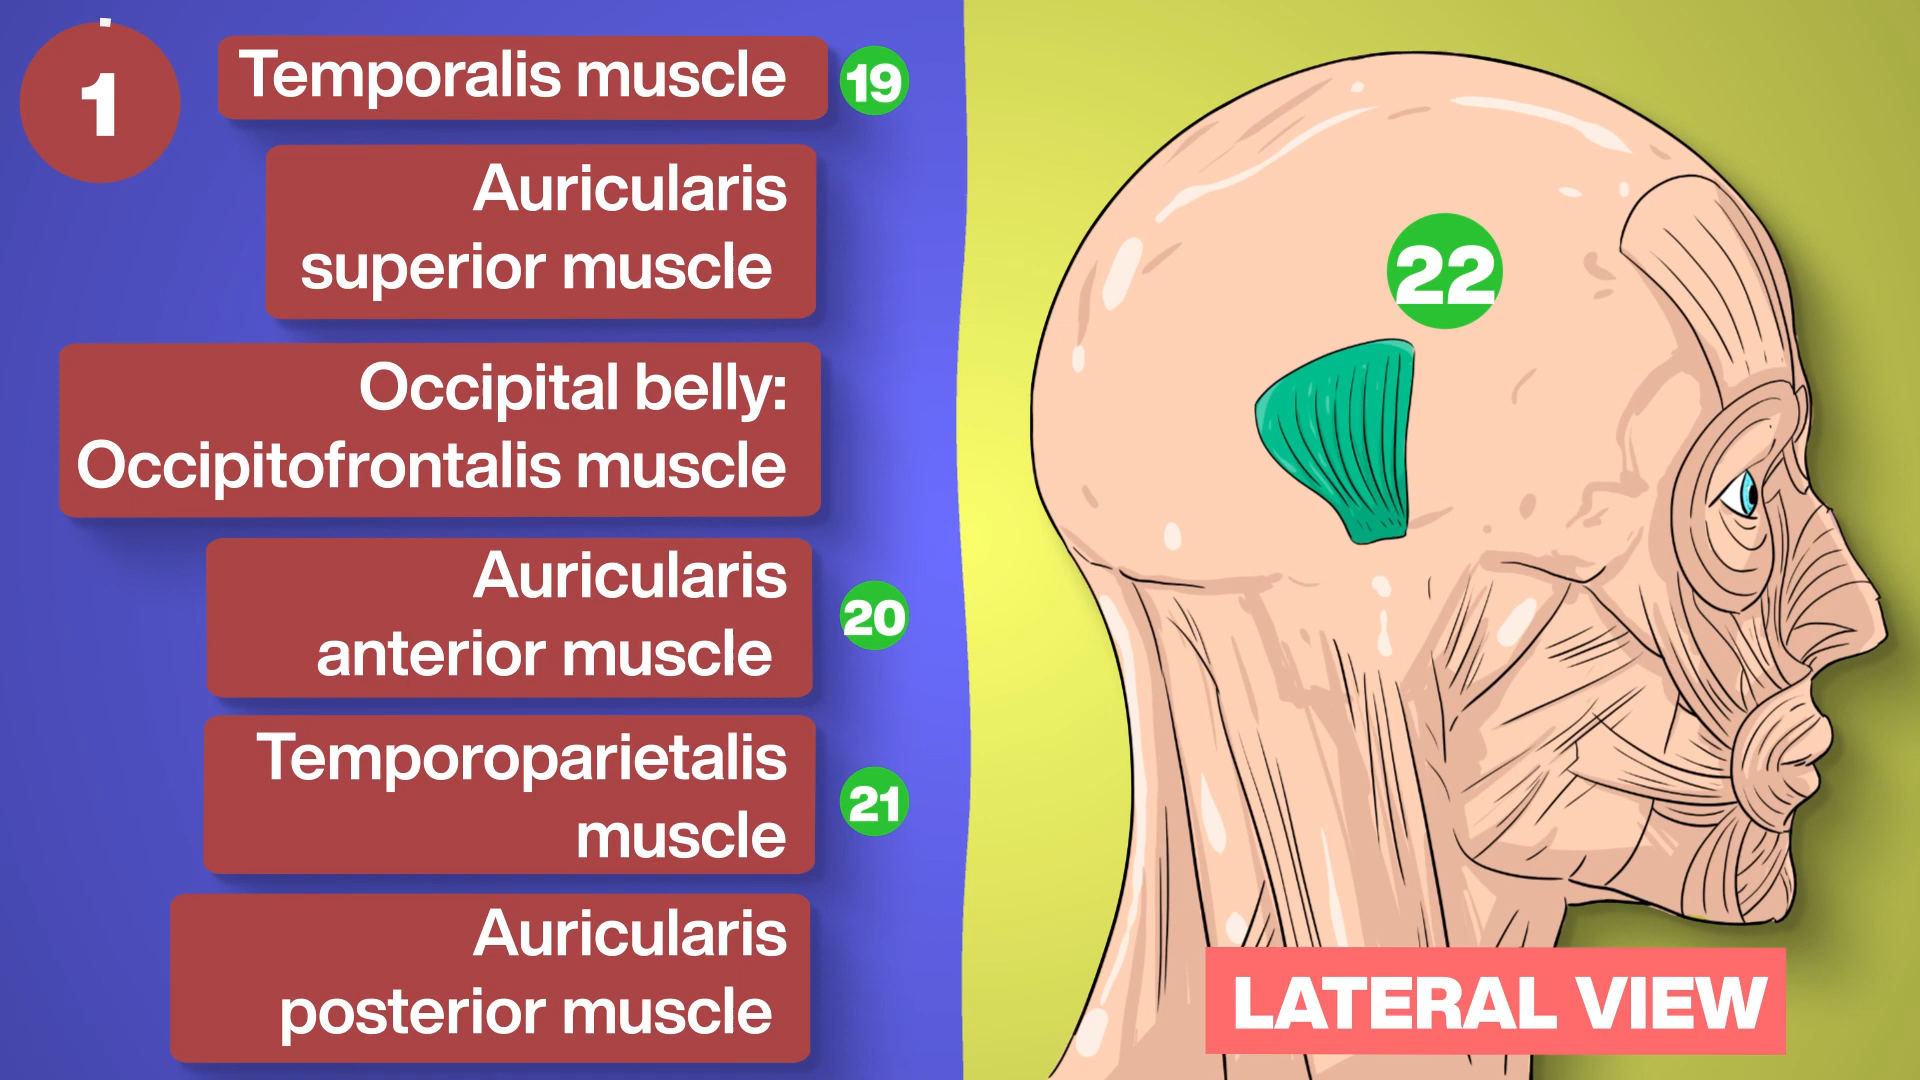 1
Temporalis muscle
19
Auricularis
superior muscle
Occipital belly:
Occipitofrontalis muscle
Auricularis
anterior muscle
20
Temporoparietalis
muscle
21
Auricularis
posterior muscle
22
LATERAL VIEW